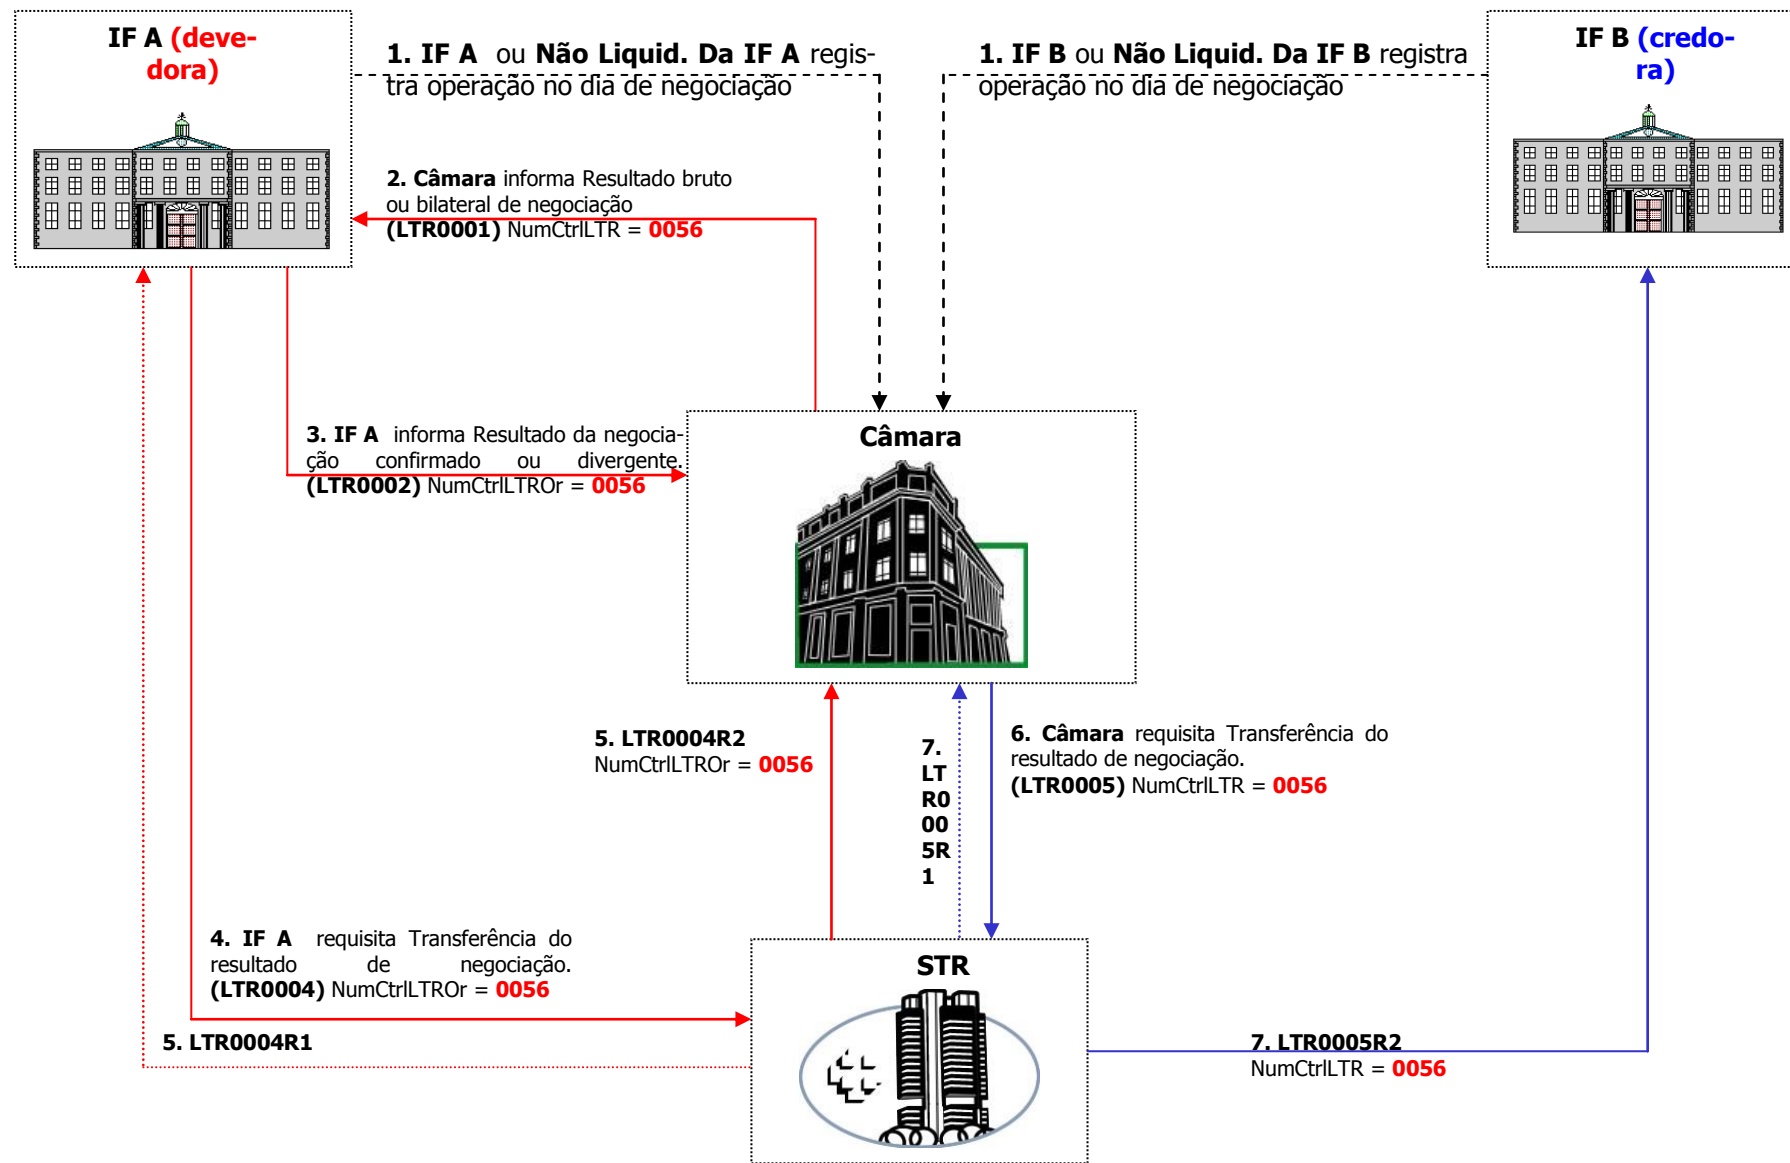 IF A (deve-
dora)
1. IF A ou Não Liquid. Da IF A regis-
tra operação no dia de negociação
1. IF B ou Não Liquid. Da IF B registra
operação no dia de negociação
IF B (credo-
ra)
2. Câmara informa Resultado bruto
ou bilateral de negociação
(LTR0001) NumCtrlLTR = 0056
3. IF A informa Resultado da negocia-
ção confirmado ou divergente.
(LTR0002) NumCtrlLTROr = 0056
Câmara
5. LTR0004R2
NumCtrlLTROr = 0056
7.
LT
R0
00
5R
1
6. Câmara requisita Transferência do
resultado de negociação.
(LTR0005) NumCtrlLTR = 0056
4. IF A requisita Transferência do
resultado de negociação.
(LTR0004) NumCtrlLTROr = 0056
5. LTR0004R1
STR
7. LTR0005R2
NumCtrlLTR = 0056